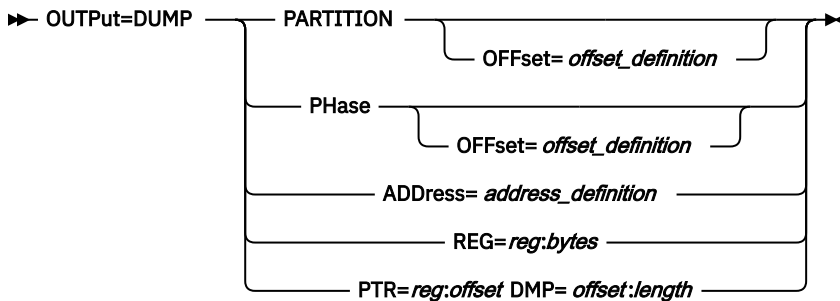 OUTPut=DUMP PARTITION
OFFset= offset_definition
PHase
OFFset= offset_definition
ADDress= address_definition
REG=reg:bytes
PTR=reg:offset DMP= offset:length